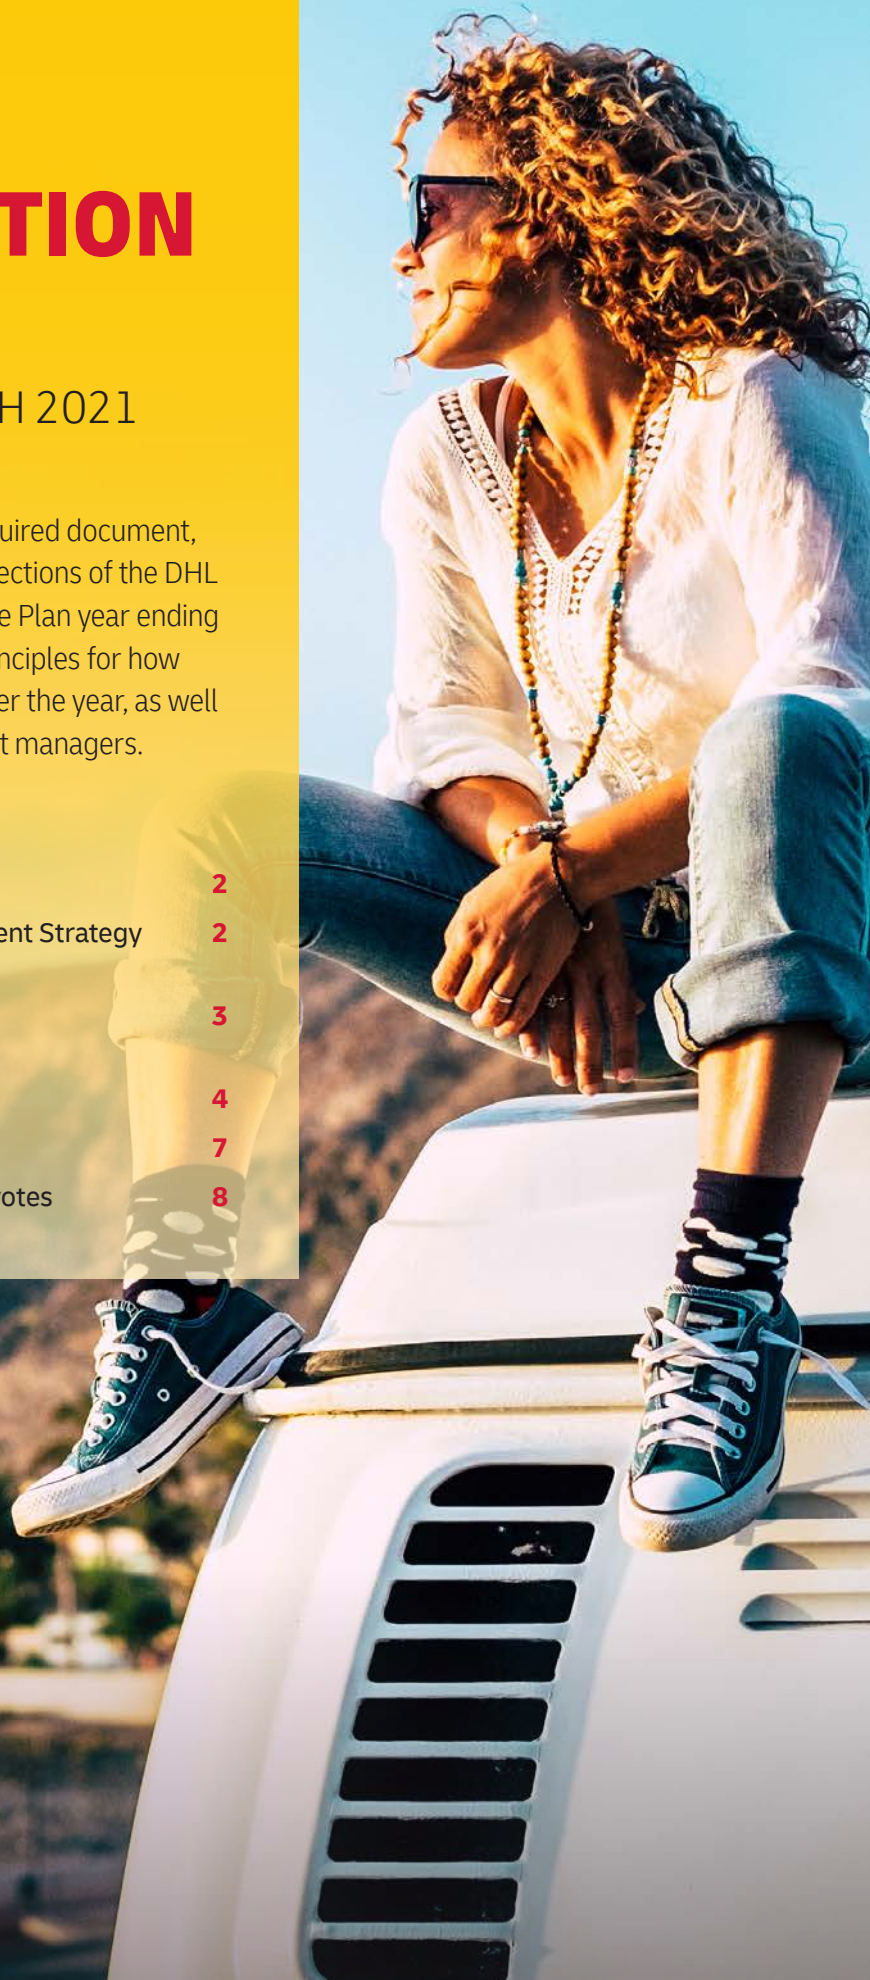 TION
H 2021
uired document,
ections of the DHL
e Plan year ending
nciples for how
er the year, as well
t managers.
2
ent Strategy 2
3
4
7
otes 8